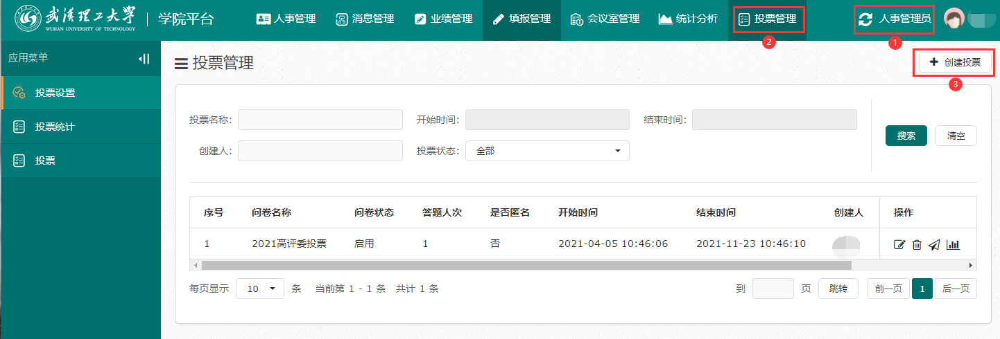 武汉理工大学
WUHAN UNIVERSITY OF TECHNOLOGY
学院平台
人事管理
消息管理
业绩管理
填报管理
会议室管理
统计分析
投票管理
人事管理员
1
2
3
应用菜单
投票设置
投票统计
投票
投票管理
创建投票
投票名称:
开始时间:
结束时间:
创建人:
投票状态:
全部
搜索
清空
序号 问卷名称 问卷状态 答题人次 是否匿名 开始时间 结束时间 创建人 操作
1 2021高评委投票 启用 1 否 2021-04-05 10:46:06 2021-11-23 10:46:10
每页显示 10 条 当前第 1 - 1 条 共计 1 条
到 页 跳转 前一页 1 后一页